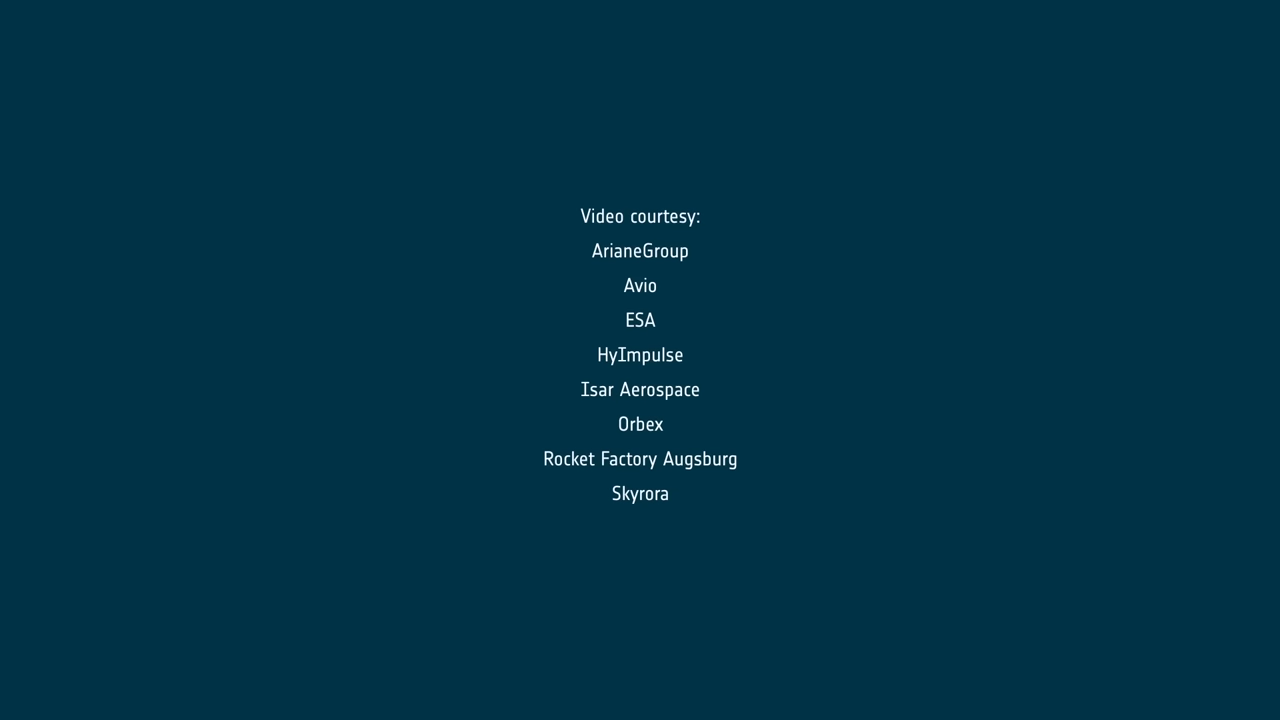 Video courtesy:
ArianeGroup
Avio
ESA
HyImpulse
Isar Aerospace
Orbex
Rocket Factory Augsburg
Skyrora